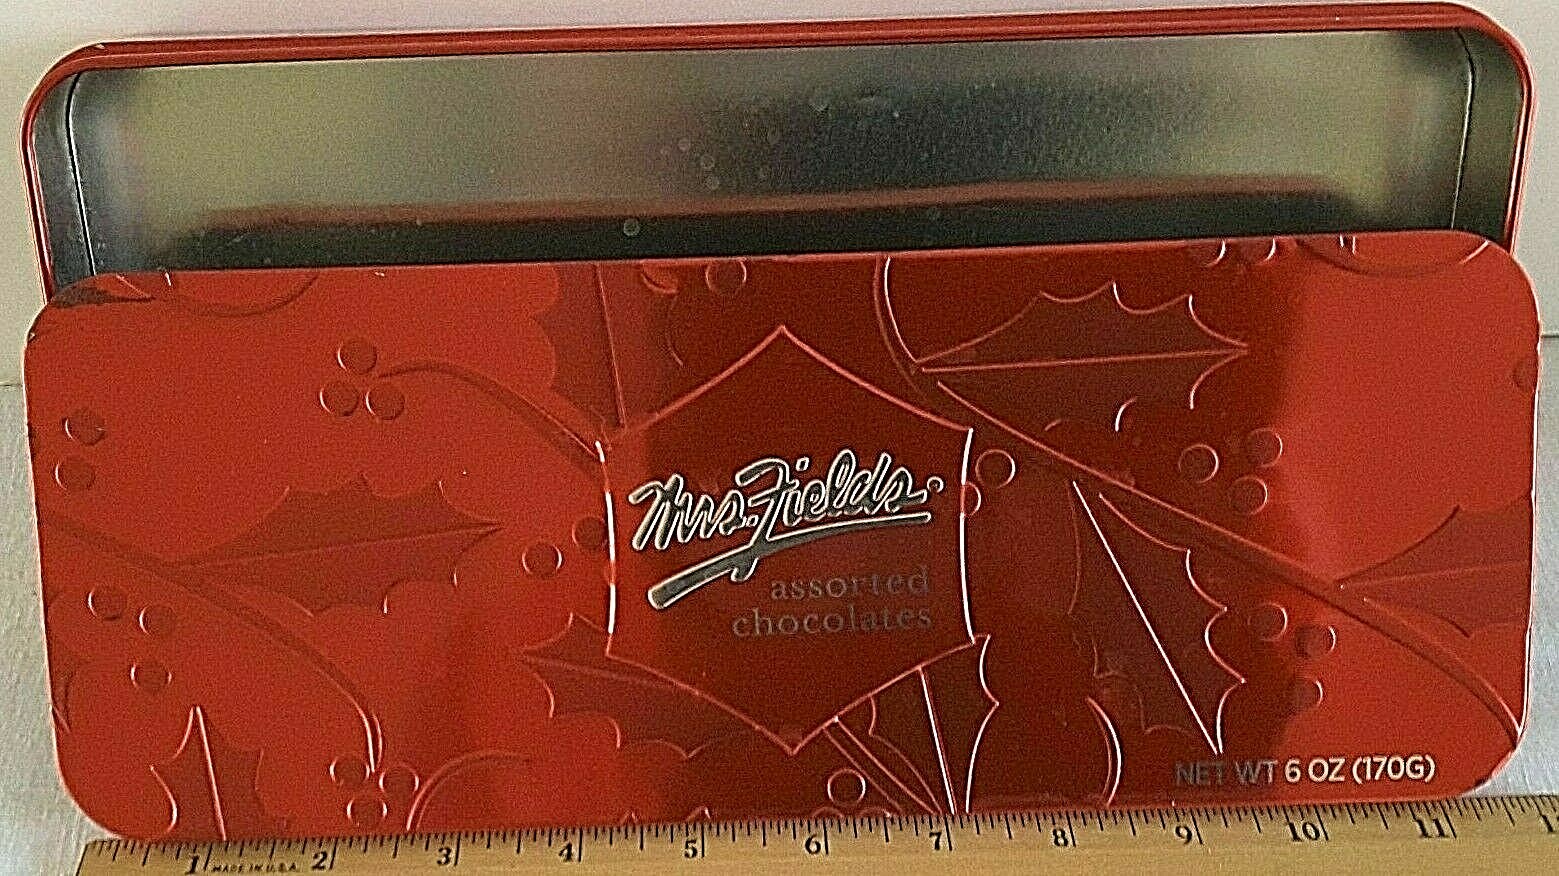 Mrs. Fields®
assorted
chocolates
NET WT 6 OZ (170G)
1 MADE IN U.S.A. 2 3 4 5 6 7 8 9 10 11